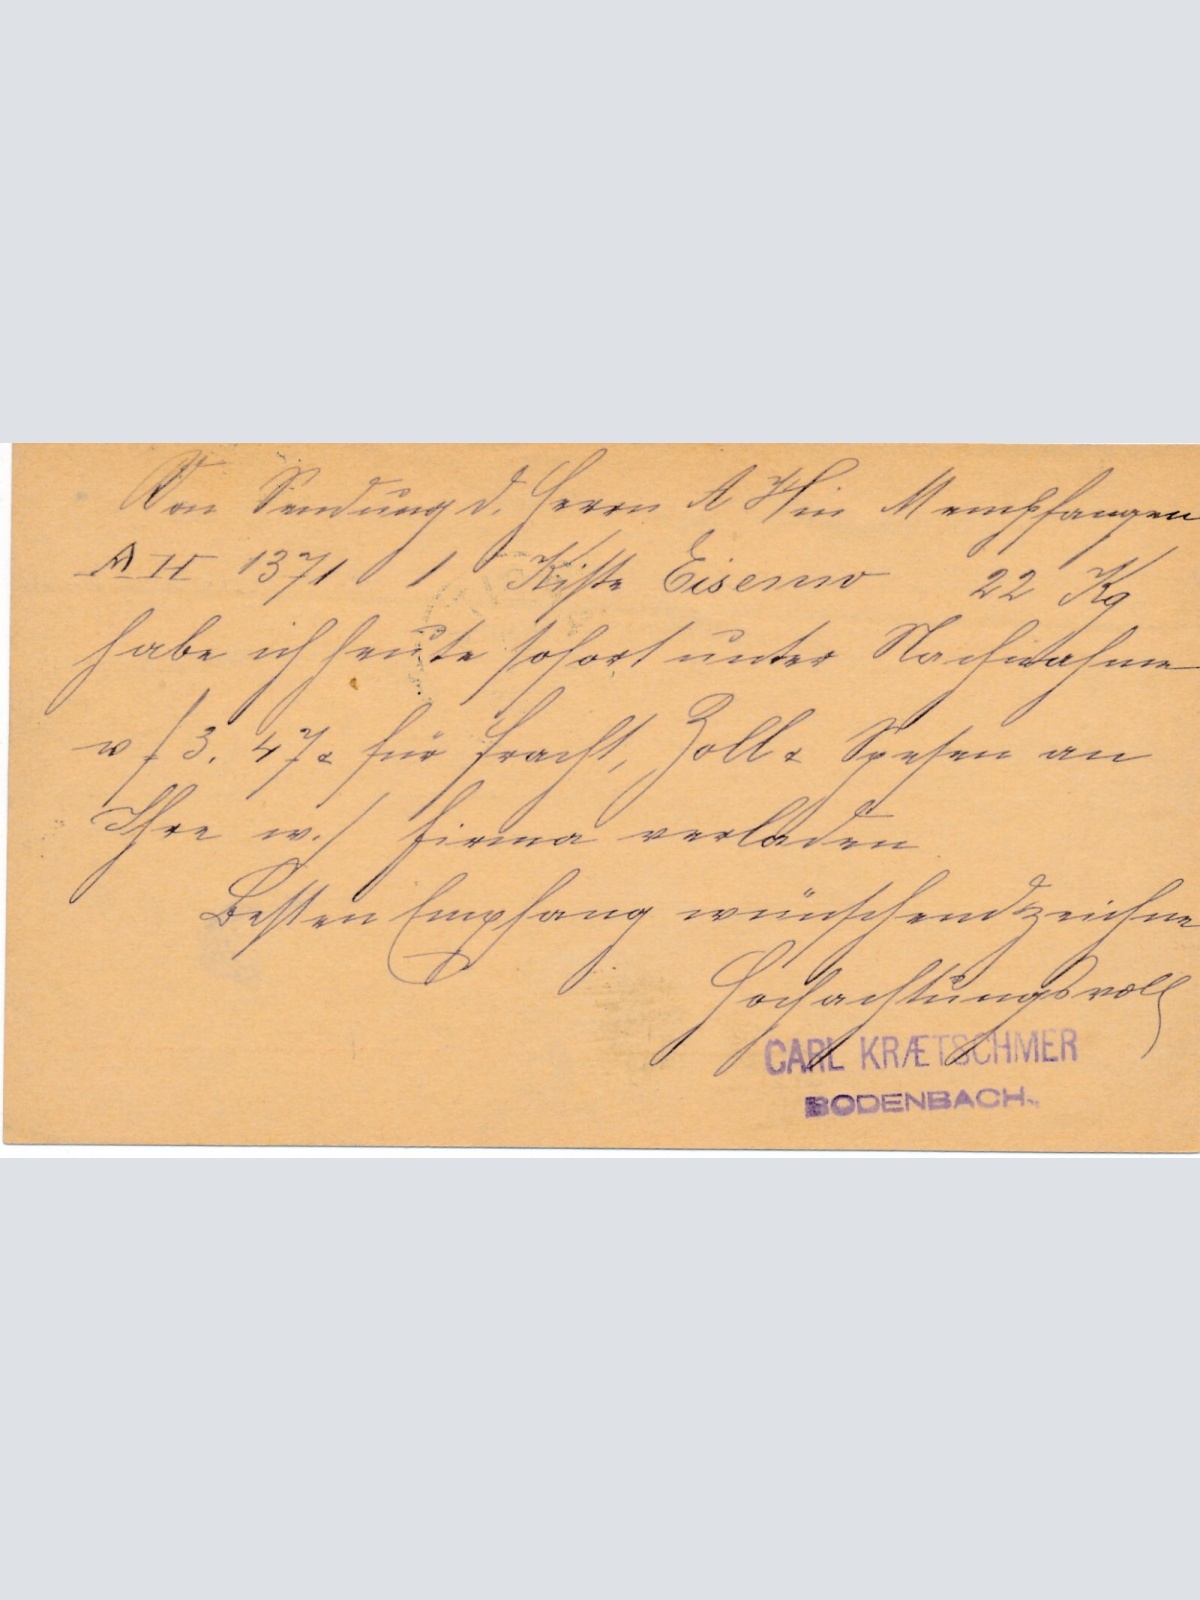 Von Sendung d. Herrn A H in M empfangen
AH 1371 1 Kiste Eisenw 22 Kg
habe ich heute sofort unter Nachnahme
v f 3. 47 x für Fracht, Zoll & Spesen an
Ihre w./ Firma verladen
Besten Empfang wünschend zeichne
Hochachtungsvoll
CARL KRÆTSCHMER
BODENBACH.